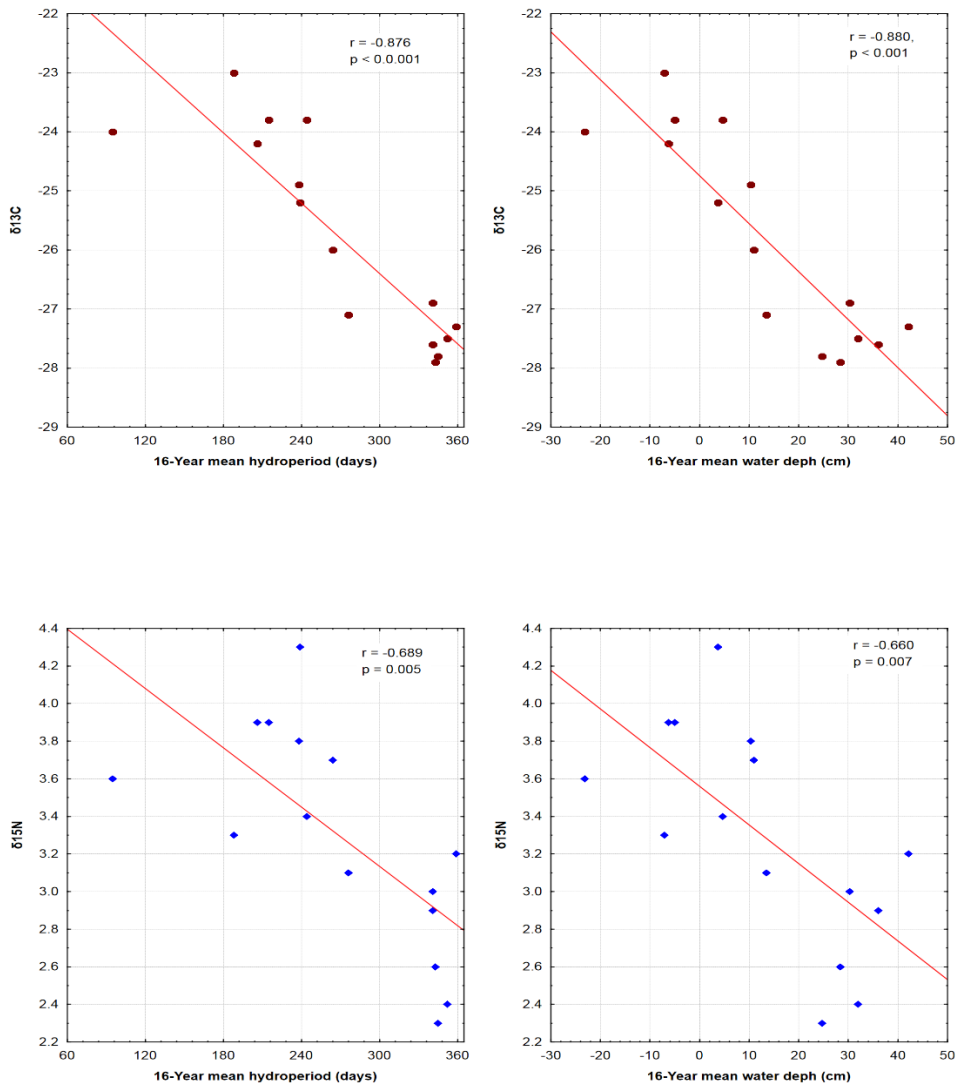 -22
-23
-24
-25
-26
-27
-28
-29
δ13C
r = -0.876
p < 0.0.001
60 120 180 240 300 360
16-Year mean hydroperiod (days)
-22
-23
-24
-25
-26
-27
-28
-29
δ13C
r = -0.880,
p < 0.001
-30 -20 -10 0 10 20 30 40 50
16-Year mean water deph (cm)
4.4
4.2
4.0
3.8
3.6
3.4
3.2
3.0
2.8
2.6
2.4
2.2
δ15N
r = -0.689
p = 0.005
60 120 180 240 300 360
16-Year mean hydroperiod (days)
4.4
4.2
4.0
3.8
3.6
3.4
3.2
3.0
2.8
2.6
2.4
2.2
δ15N
r = -0.660
p = 0.007
-30 -20 -10 0 10 20 30 40 50
16-Year mean water deph (cm)